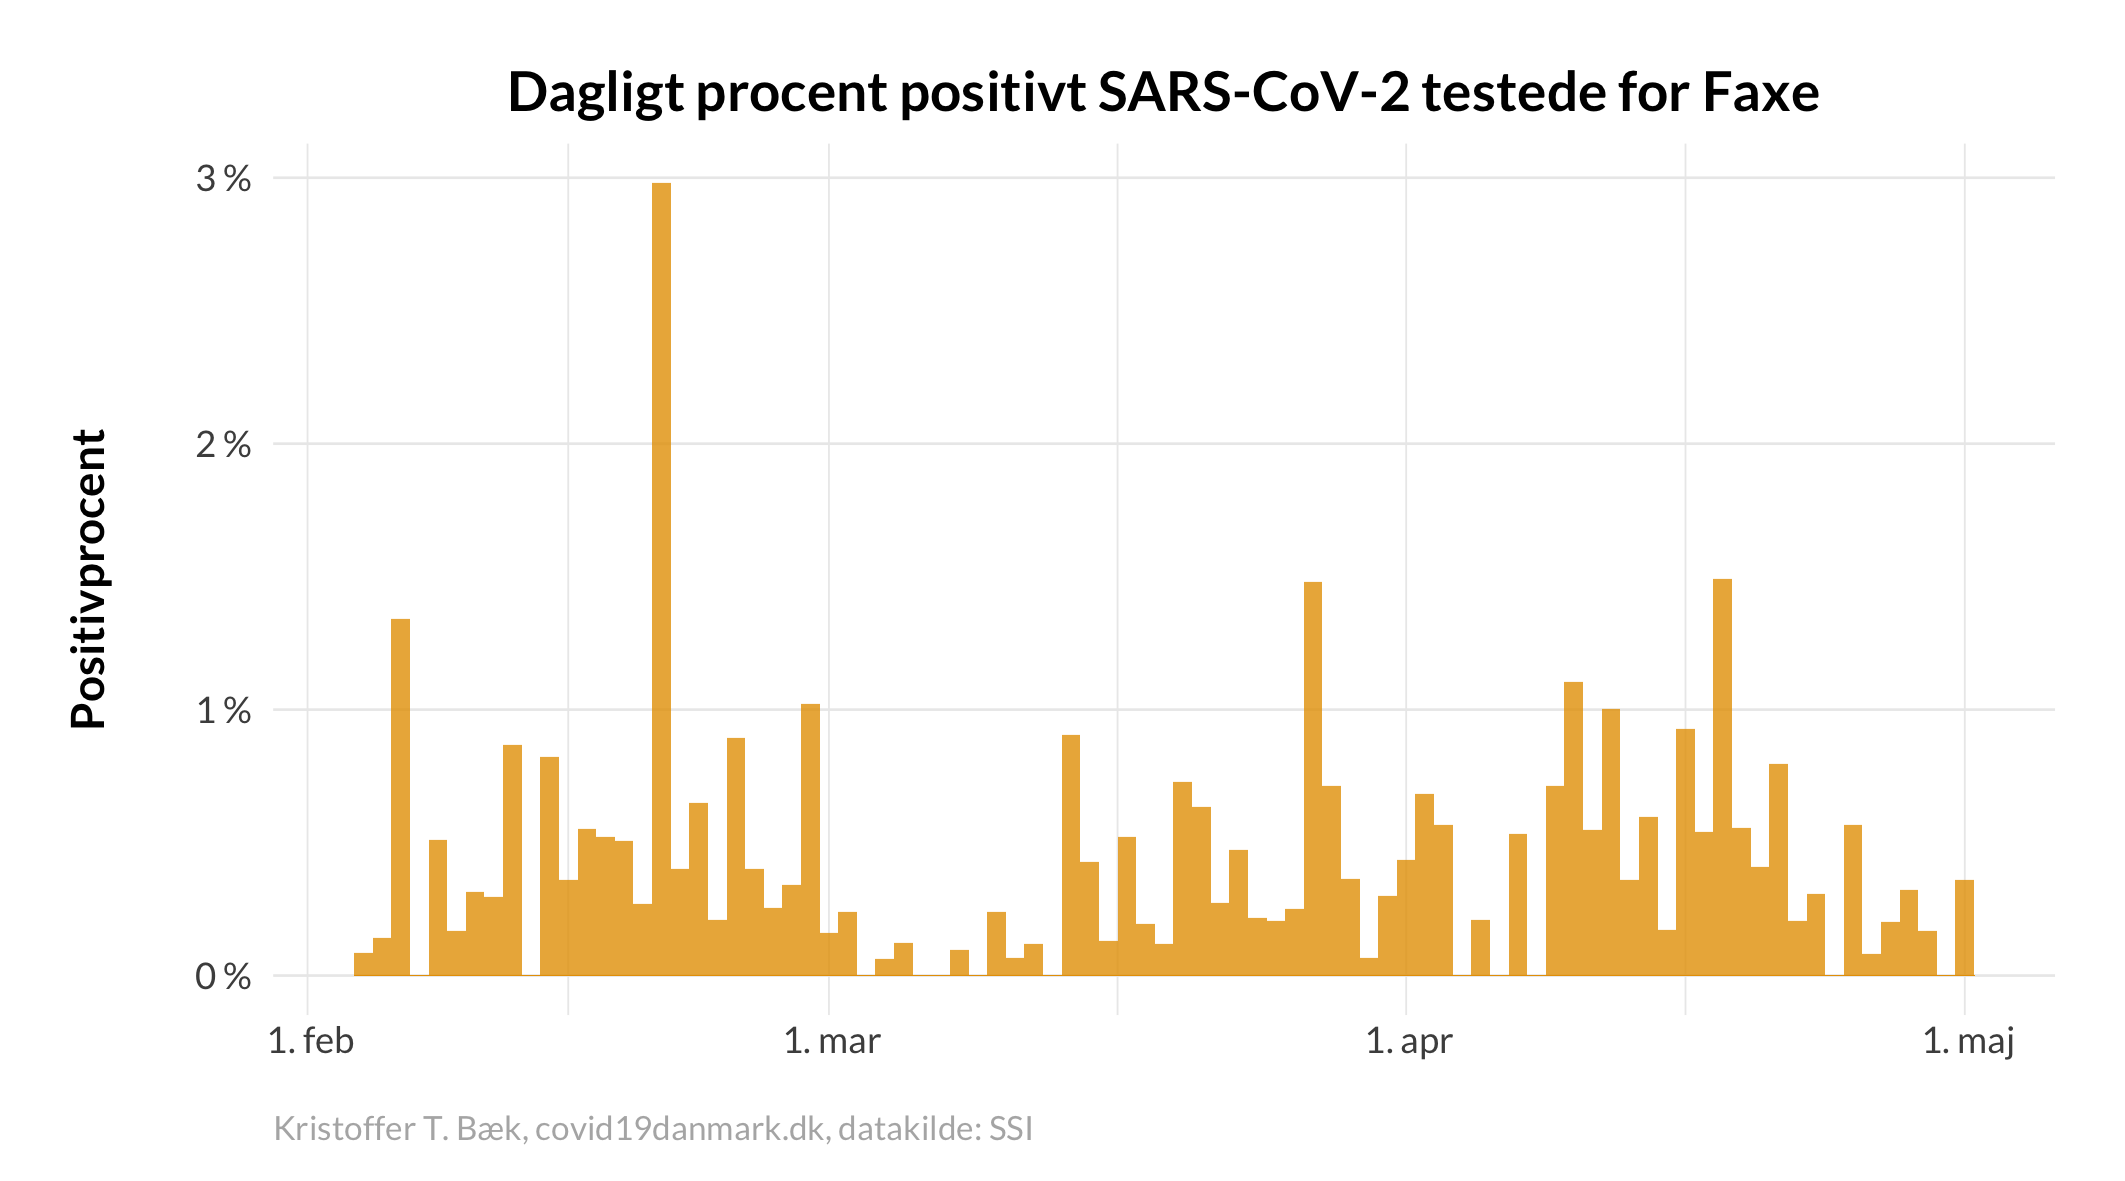 Dagligt procent positivt SARS-CoV-2 testede for Faxe
Positivprocent
3 %
2 %
1 %
0 %
1. feb
1. mar
1. apr
1. maj
Kristoffer T. Bæk, covid19danmark.dk, datakilde: SSI